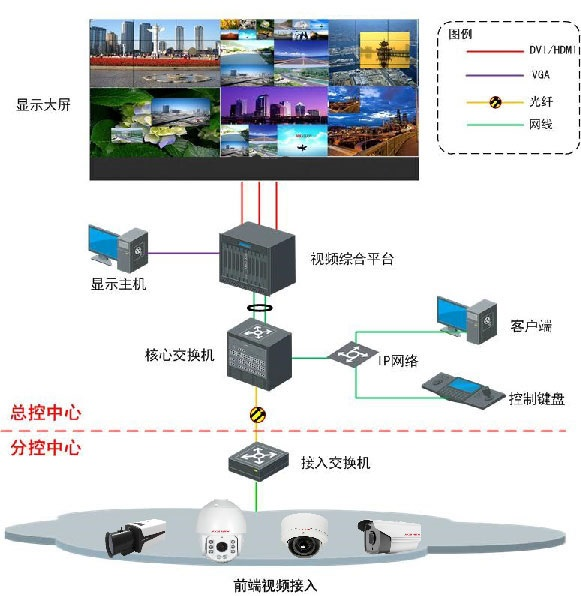 图例
DVI/HDMI
VGA
光纤
网线
显示大屏
视频综合平台
显示主机
核心交换机
IP网络
客户端
控制键盘
总控中心
分控中心
接入交换机
前端视频接入